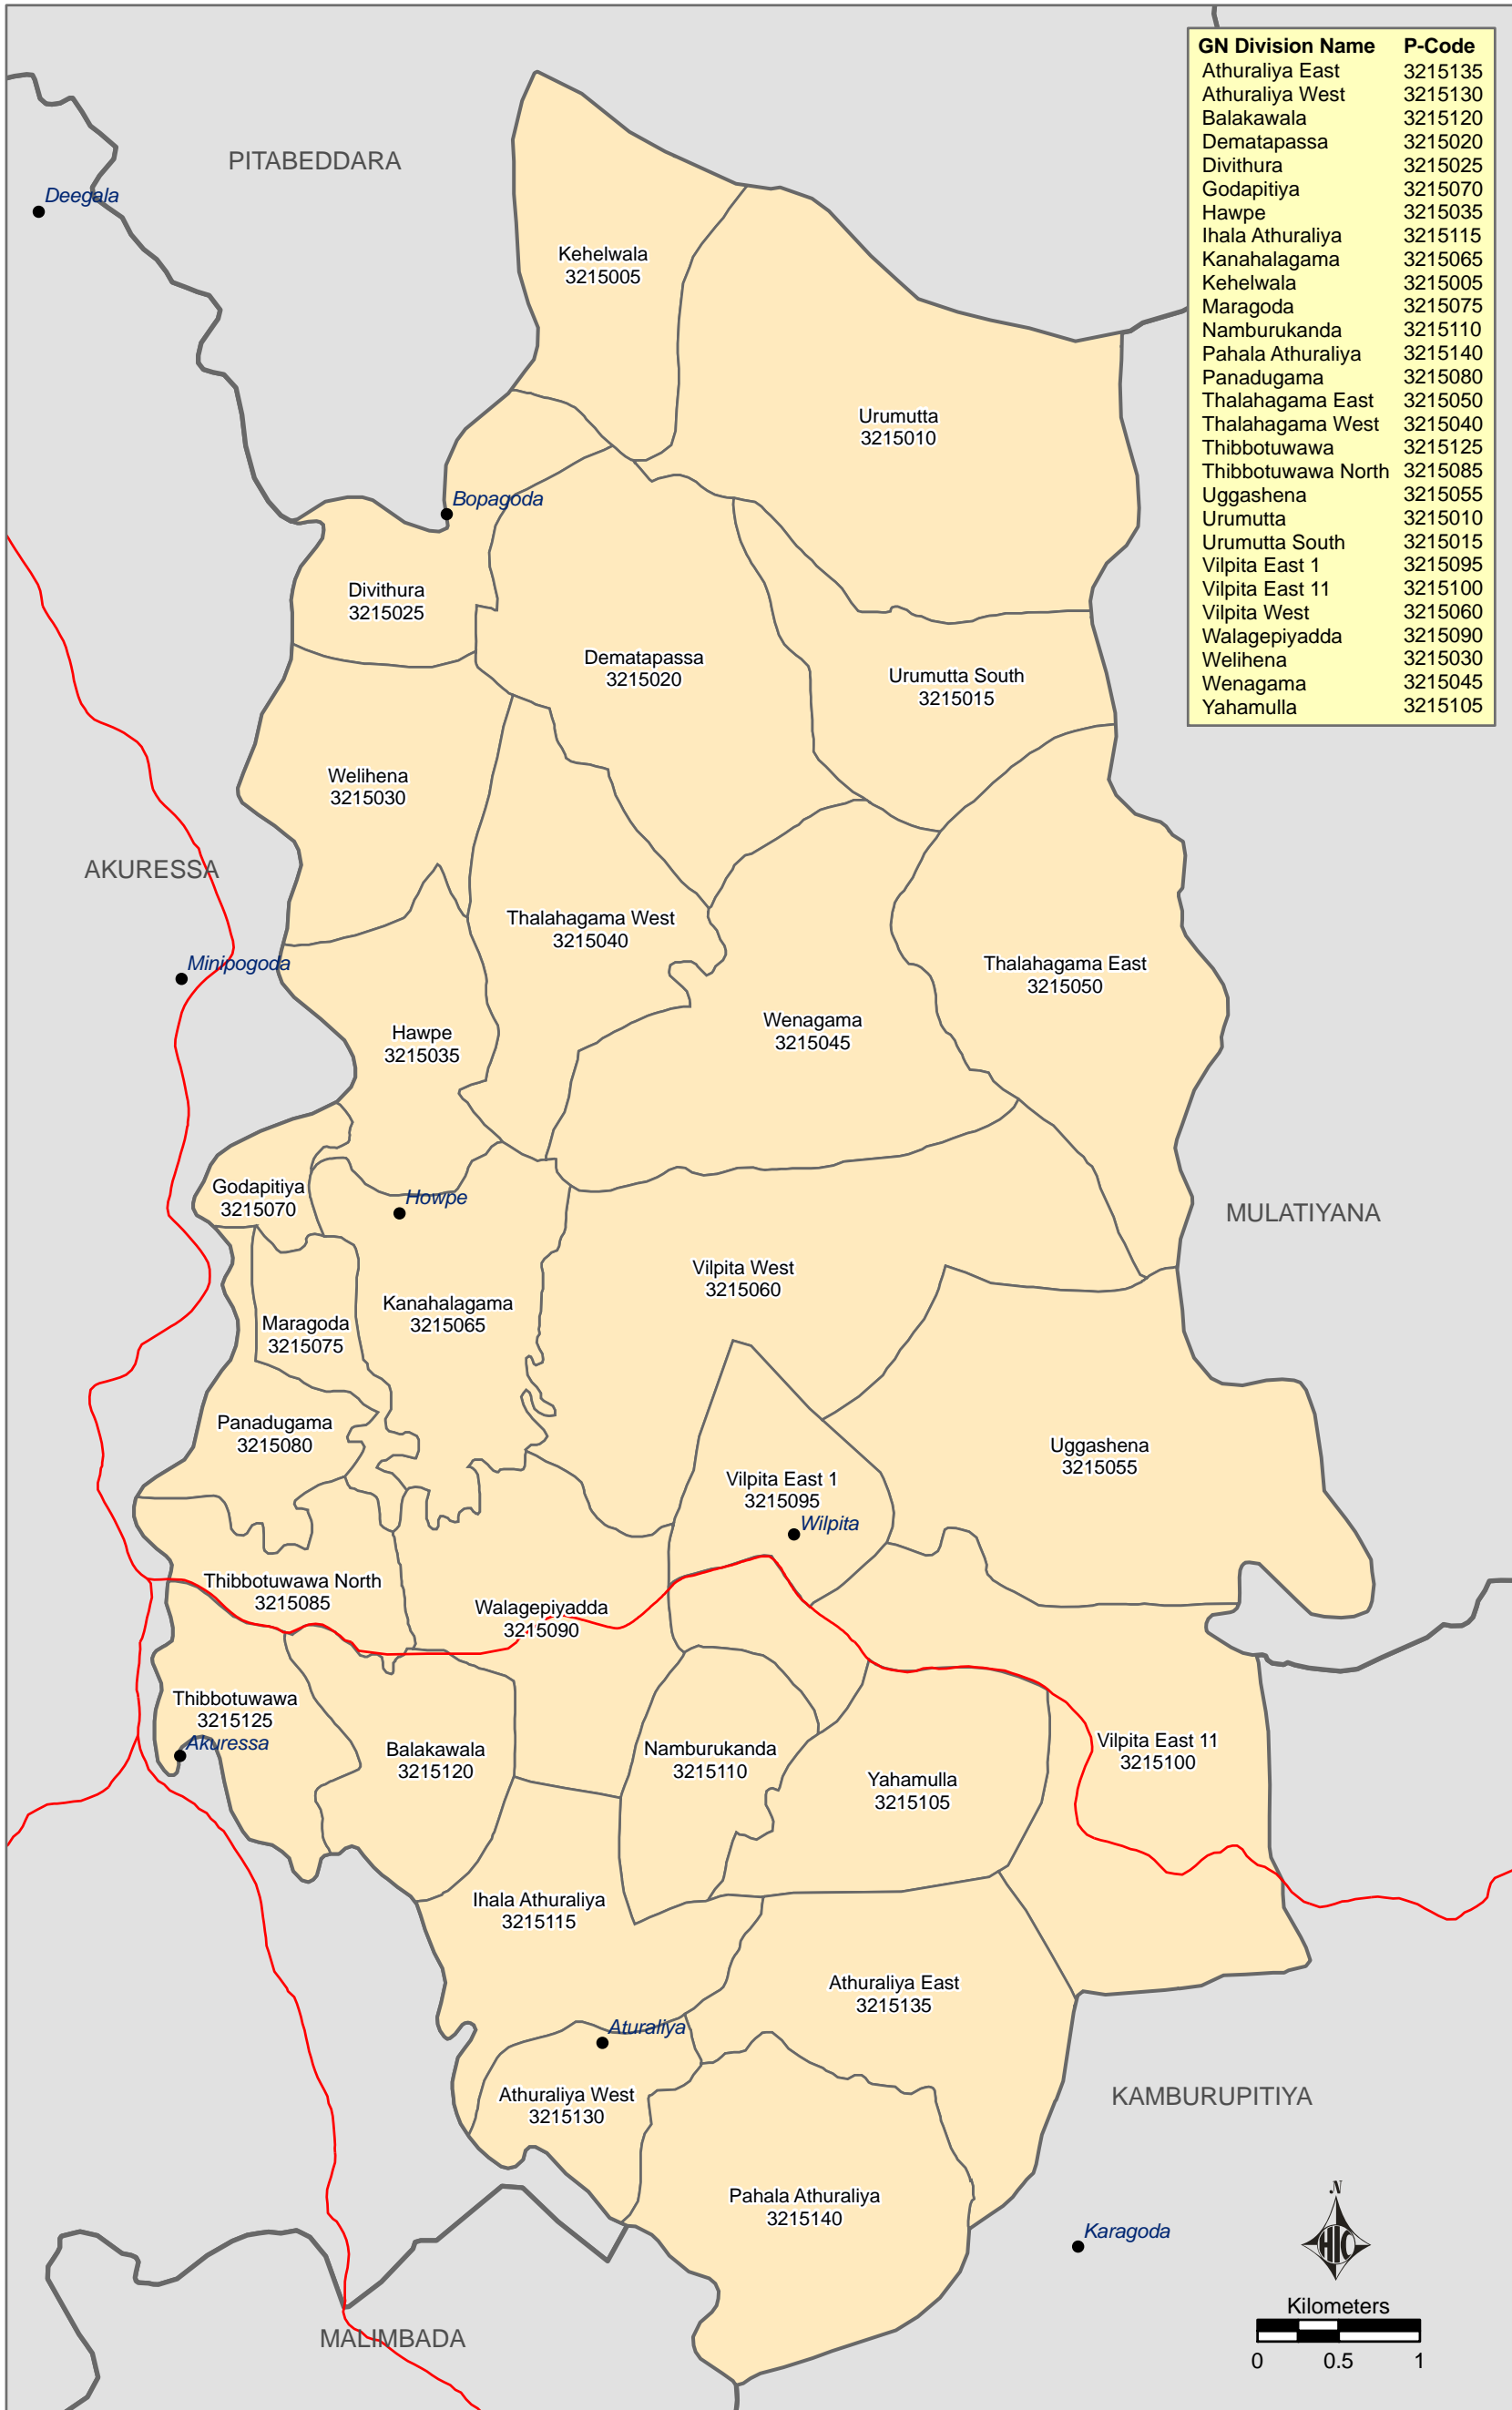 GN Division Name P-Code
Athuraliya East 3215135
Athuraliya West 3215130
Balakawala 3215120
Dematapassa 3215020
Divithura 3215025
Godapitiya 3215070
Hawpe 3215035
Ihala Athuraliya 3215115
Kanahalagama 3215065
Kehelwala 3215005
Maragoda 3215075
Namburukanda 3215110
Pahala Athuraliya 3215140
Panadugama 3215080
Thalahagama East 3215050
Thalahagama West 3215040
Thibbotuwawa 3215125
Thibbotuwawa North 3215085
Uggashena 3215055
Urumutta 3215010
Urumutta South 3215015
Vilpita East 1 3215095
Vilpita East 11 3215100
Vilpita West 3215060
Walagepiyadda 3215090
Welihena 3215030
Wenagama 3215045
Yahamulla 3215105
PITABEDDARA
Deegala
Kehelwala
3215005
Urumutta
3215010
Bopagoda
Divithura
3215025
Dematapassa
3215020
Urumutta South
3215015
Welihena
3215030
AKURESSA
Thalahagama West
3215040
Minipogoda
Thalahagama East
3215050
Hawpe
3215035
Wenagama
3215045
Godapitiya
3215070
Howpe
MULATIYANA
Vilpita West
3215060
Kanahalagama
3215065
Maragoda
3215075
Panadugama
3215080
Uggashena
3215055
Vilpita East 1
3215095
Wilpita
Thibbotuwawa North
3215085
Walagepiyadda
3215090
Thibbotuwawa
3215125
Akuressa
Balakawala
3215120
Namburukanda
3215110
Yahamulla
3215105
Vilpita East 11
3215100
Ihala Athuraliya
3215115
Athuraliya East
3215135
Aturaliya
Athuraliya West
3215130
KAMBURUPITIYA
Pahala Athuraliya
3215140
Karagoda
N
HIC
Kilometers
0 0.5 1
MALIMBADA